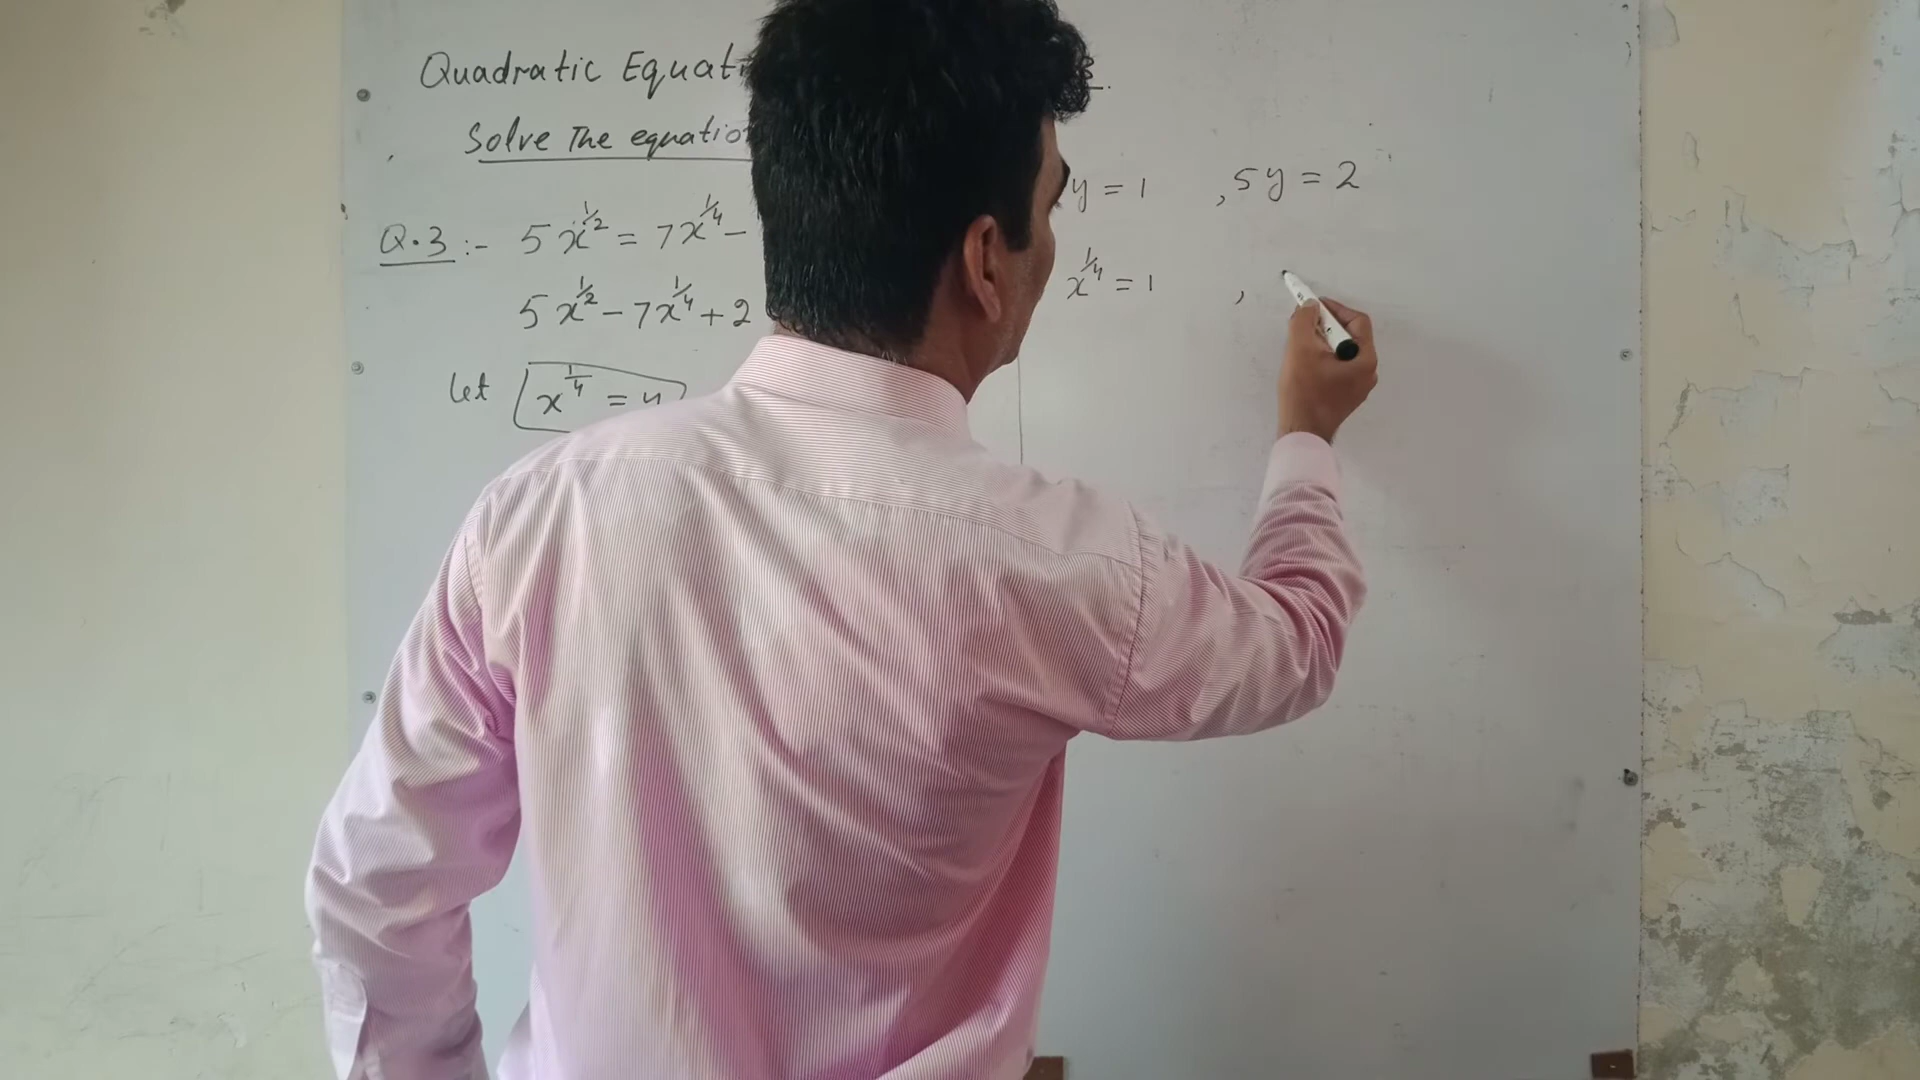 Quadratic Equati
Solve The equatio
Q.3 :- 5x^{1/2} = 7x^{1/4} -
5x^{1/2} - 7x^{1/4} + 2
let x^{1/4} = y
y = 1 , 5y = 2
x^{1/4} = 1 ,